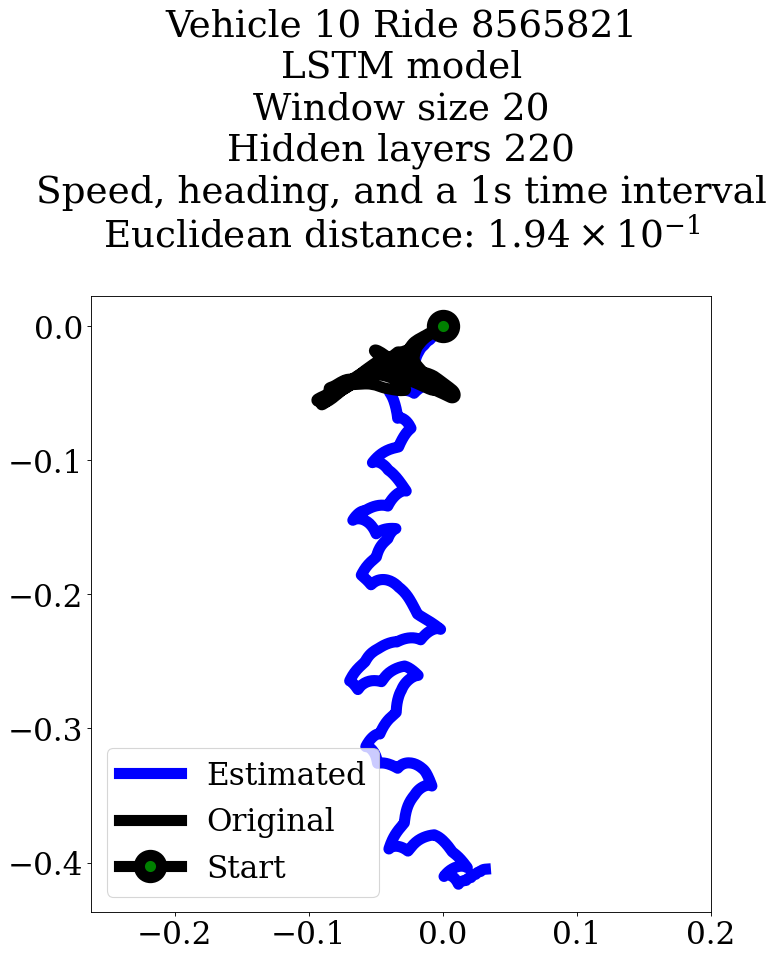 Vehicle 10 Ride 8565821
LSTM model
Window size 20
Hidden layers 220
Speed, heading, and a 1s time interval
Euclidean distance: 1.94 × 10⁻¹
0.0
−0.1
−0.2
−0.3
−0.4
Estimated
Original
Start
−0.2 −0.1 0.0 0.1 0.2